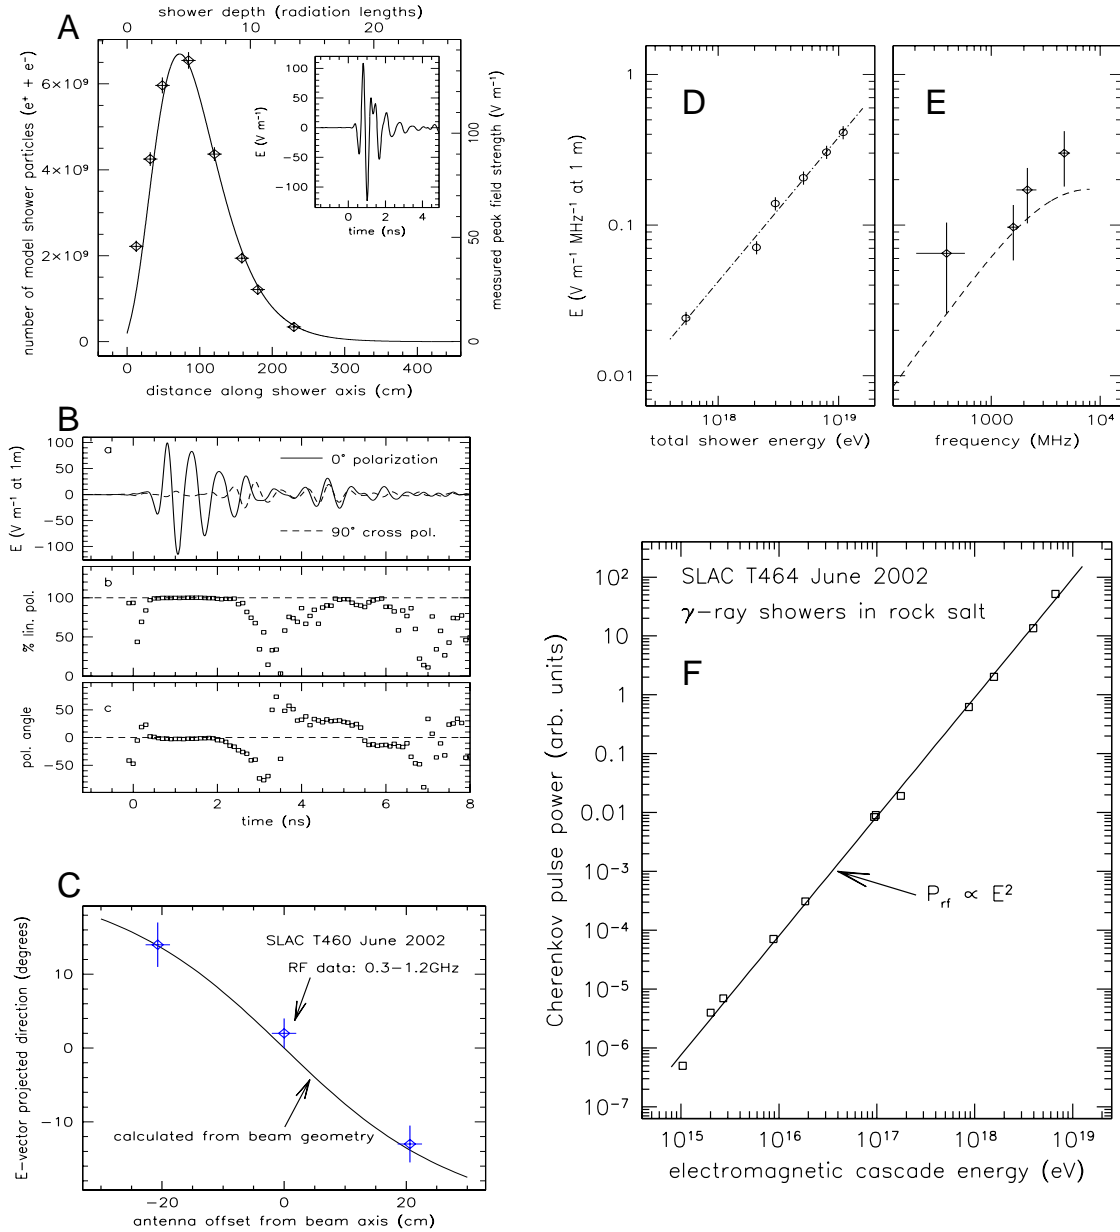 A
shower depth (radiation lengths)
0 10 20
number of model shower particles (e⁺ + e⁻)
6×10⁹
4×10⁹
2×10⁹
0
E (V m⁻¹)
100
50
0
−50
−100
0 2 4
time (ns)
measured peak field strength (V m⁻¹)
100
50
0
0 100 200 300 400
distance along shower axis (cm)
B
E (V m⁻¹ at 1m)
100
50
0
−50
−100
a
0° polarization
90° cross pol.
% lin. pol.
100
50
0
b
pol. angle
50
0
−50
c
0 2 4 6 8
time (ns)
C
E−vector projected direction (degrees)
10
0
−10
SLAC T460 June 2002
RF data: 0.3−1.2GHz
calculated from beam geometry
−20 0 20
antenna offset from beam axis (cm)
D
E (V m⁻¹ MHz⁻¹ at 1 m)
1
0.1
0.01
10¹⁸ 10¹⁹
total shower energy (eV)
E
1000 10⁴
frequency (MHz)
F
SLAC T464 June 2002
γ−ray showers in rock salt
Cherenkov pulse power (arb. units)
10²
10
1
0.1
0.01
10⁻³
10⁻⁴
10⁻⁵
10⁻⁶
10⁻⁷
P_rf ∝ E²
10¹⁵ 10¹⁶ 10¹⁷ 10¹⁸ 10¹⁹
electromagnetic cascade energy (eV)